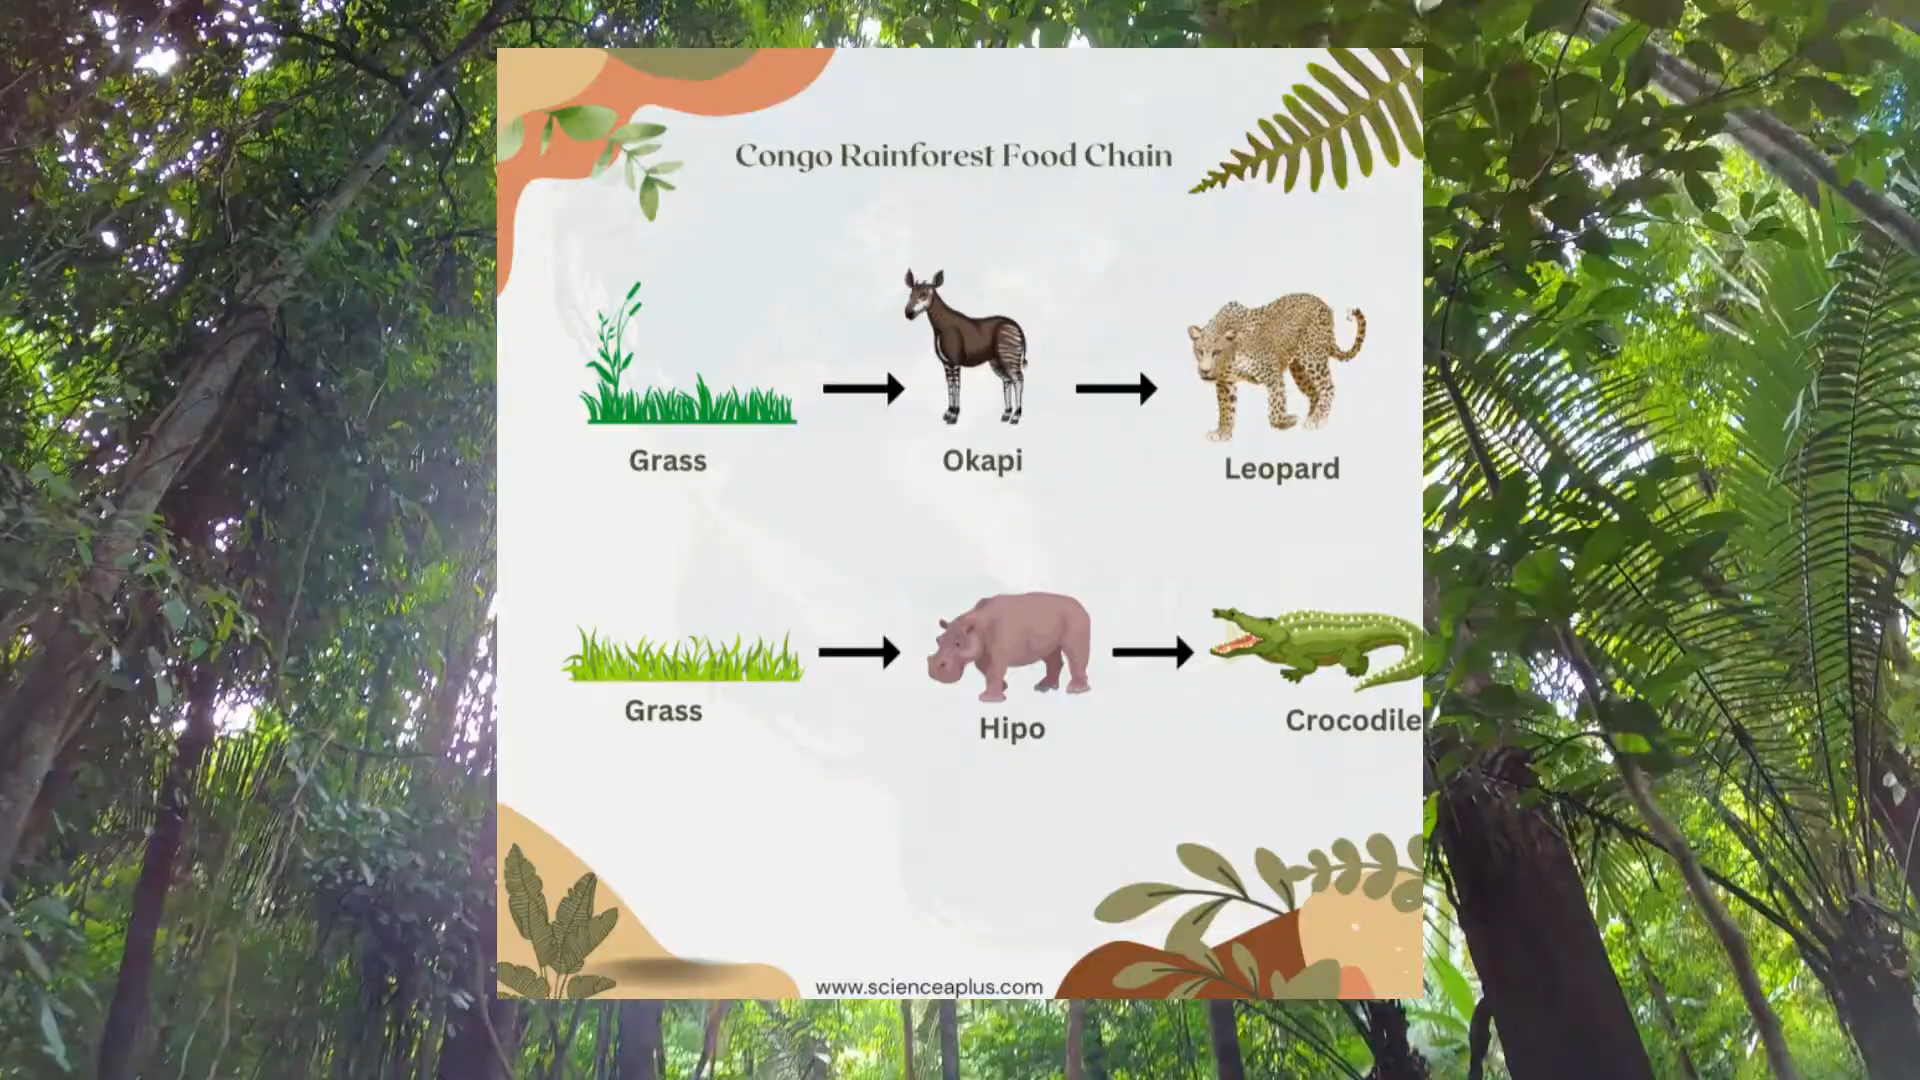 Congo Rainforest Food Chain
Grass
Okapi
Leopard
Grass
Hipo
Crocodile
www.scienceaplus.com